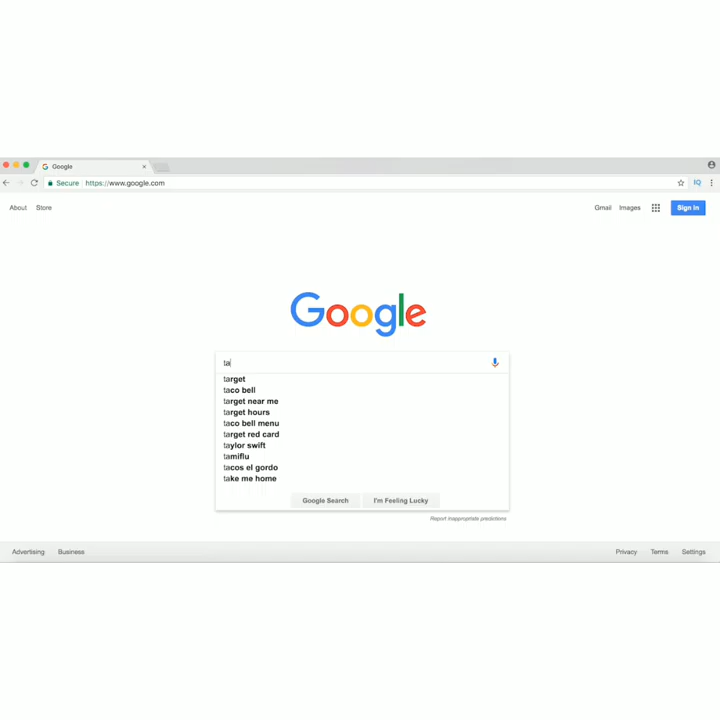 Google
Secure https://www.google.com
About Store
Gmail Images Sign in
Google
ta
target
taco bell
target near me
target hours
taco bell menu
target red card
taylor swift
tamiflu
tacos el gordo
take me home
Google Search I'm Feeling Lucky
Report inappropriate predictions
Advertising Business
Privacy Terms Settings